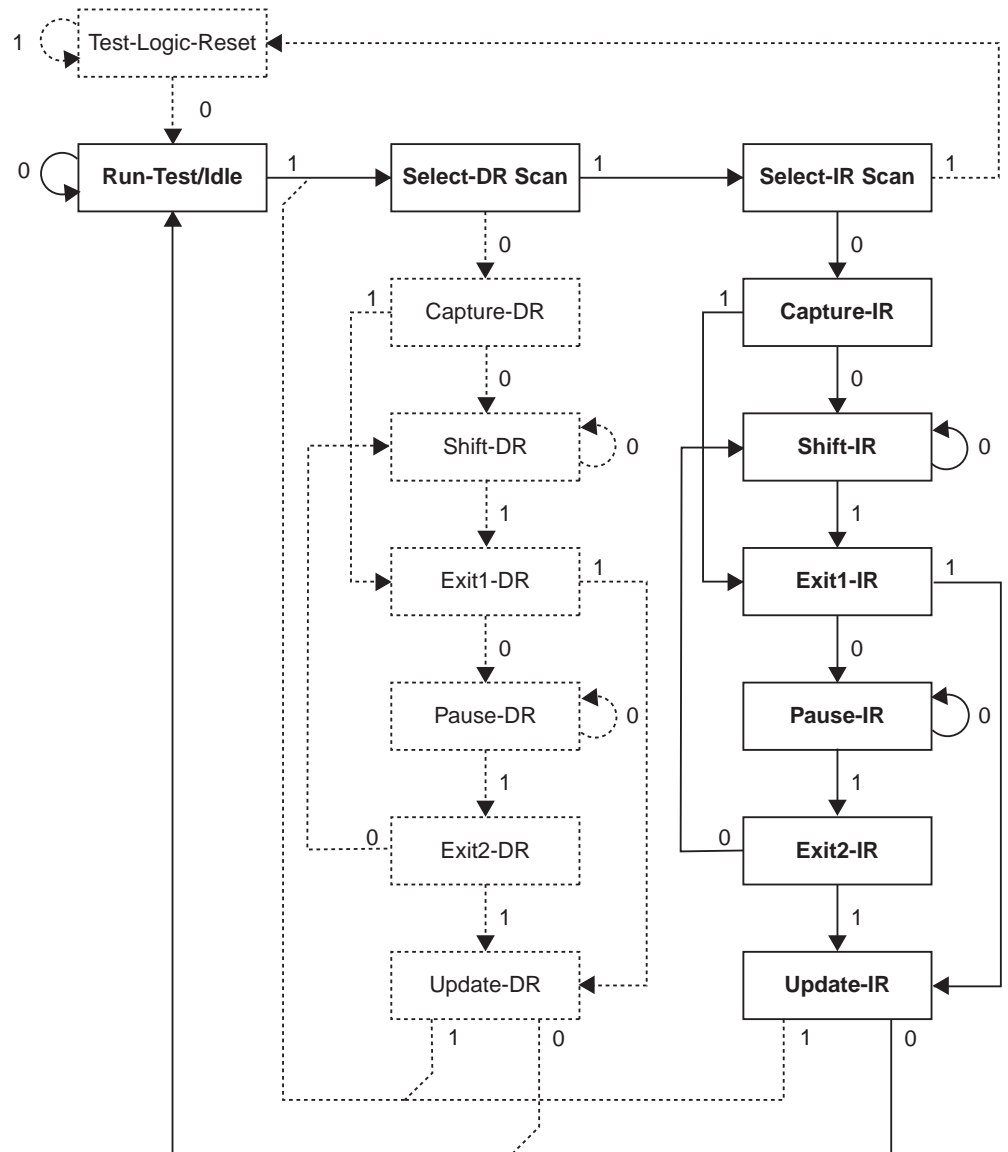 1
Test-Logic-Reset
0
0
Run-Test/Idle
1
Select-DR Scan
1
Select-IR Scan
1
0
0
1
Capture-DR
1
Capture-IR
0
0
Shift-DR
0
Shift-IR
0
1
1
Exit1-DR
1
Exit1-IR
1
0
0
Pause-DR
0
Pause-IR
0
1
1
0
Exit2-DR
0
Exit2-IR
1
1
Update-DR
Update-IR
1
0
1
0